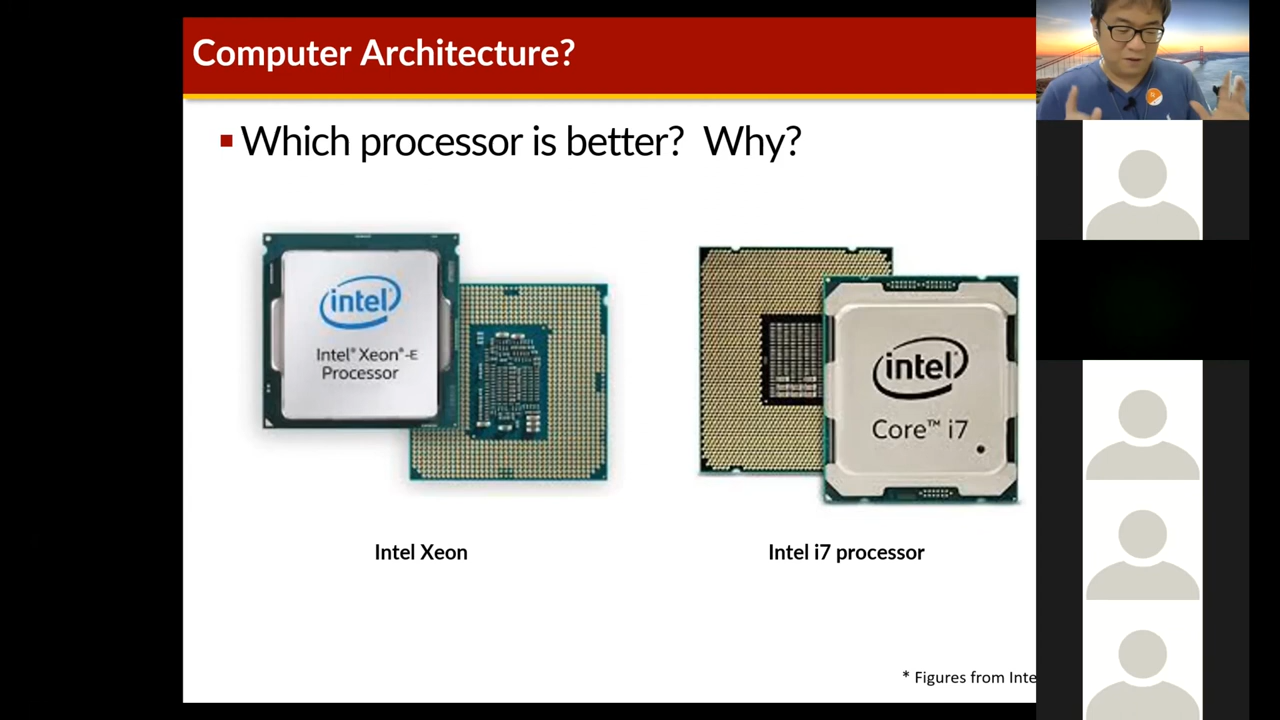 Computer Architecture?
Which processor is better? Why?
intel
Intel® Xeon®-E
Processor
intel
Core™ i7
Intel Xeon
Intel i7 processor
* Figures from Inte